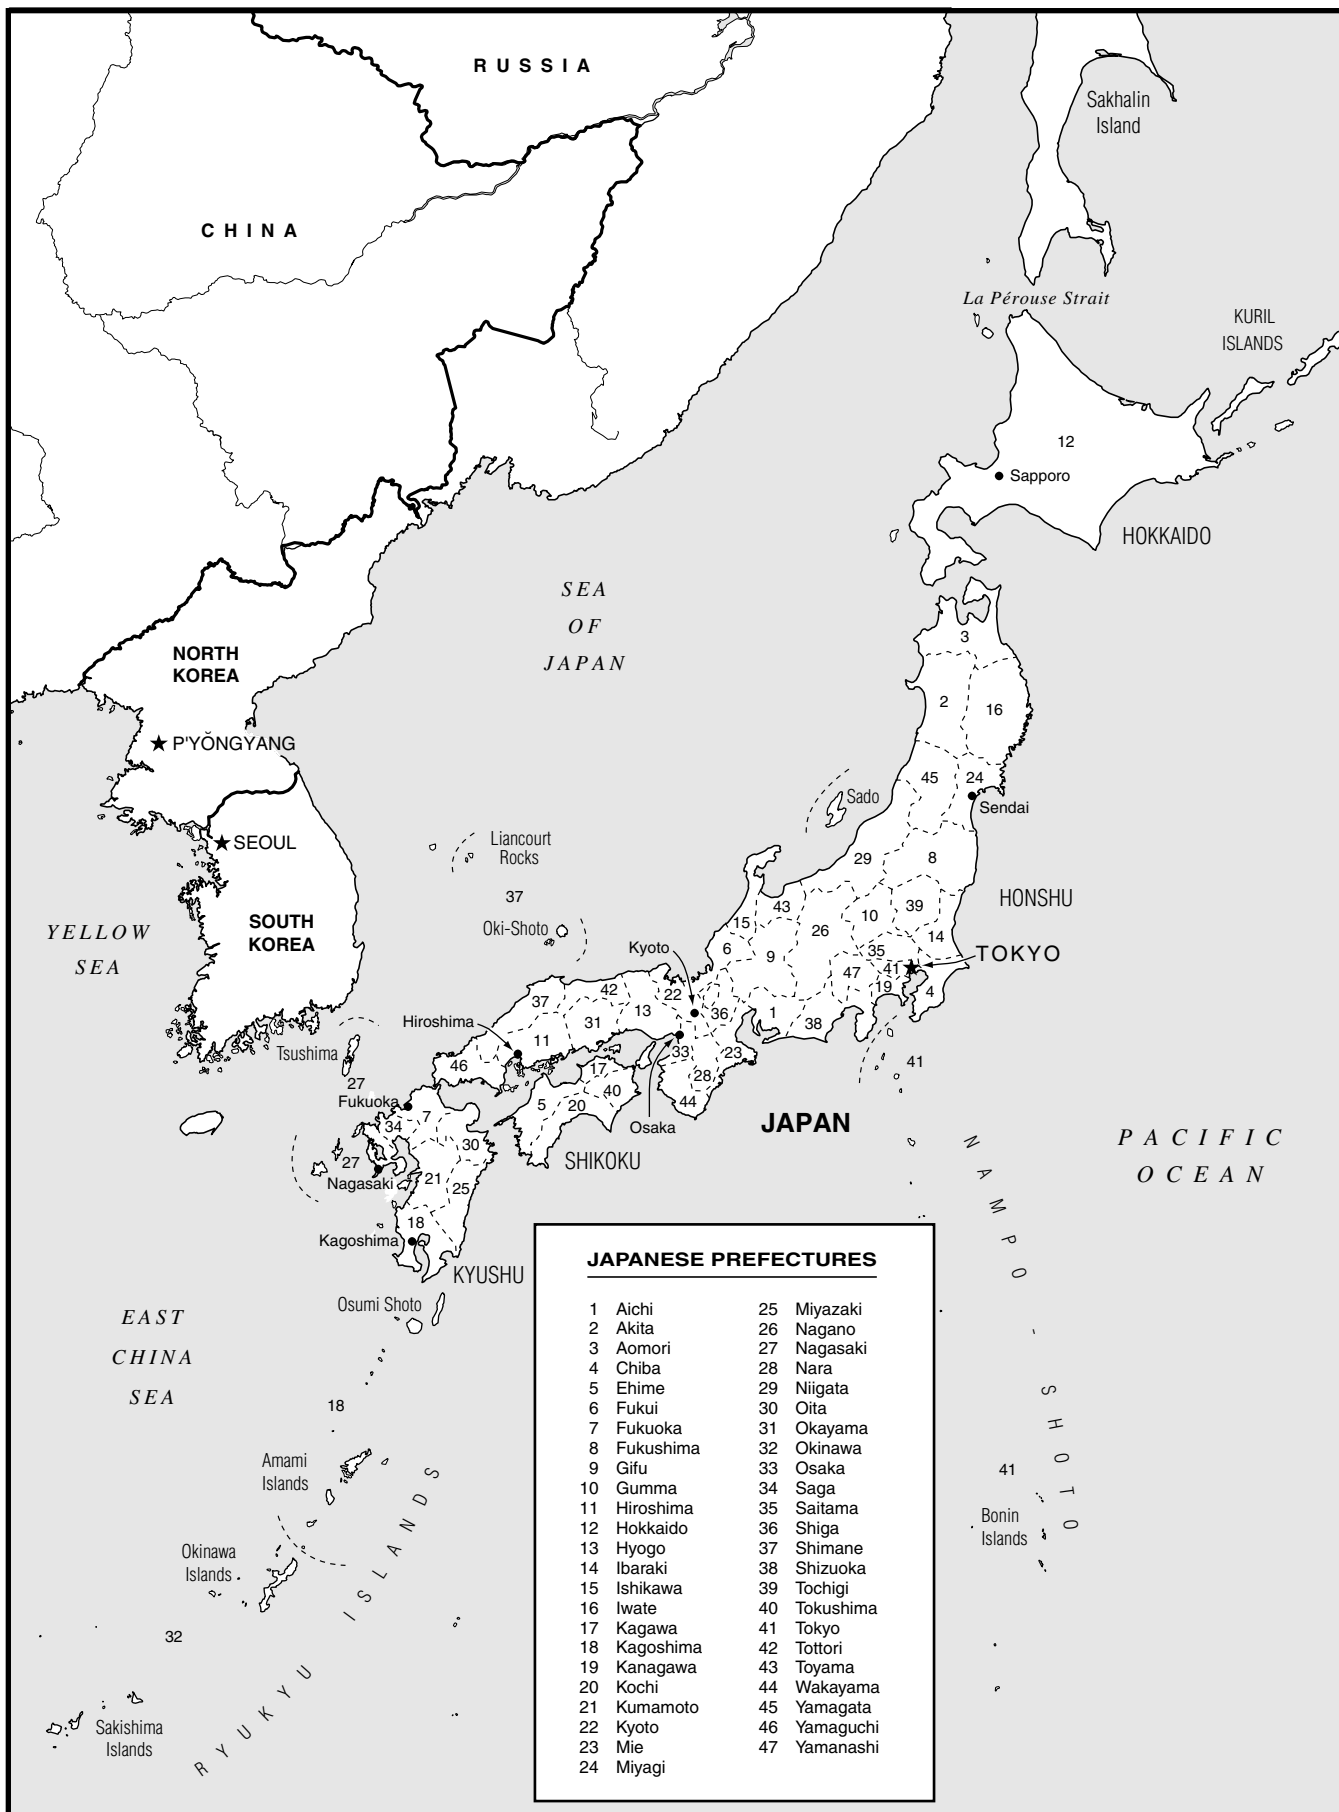 RUSSIA
Sakhalin
Island
CHINA
La Pérouse Strait
KURIL
ISLANDS
12
Sapporo
HOKKAIDO
SEA
OF
JAPAN
3
NORTH
KOREA
2
16
P'YŎNGYANG
45
24
Sado
Sendai
SEOUL
Liancourt
Rocks
29
8
37
HONSHU
43
39
15
10
14
SOUTH
KOREA
Oki-Shoto
26
YELLOW
SEA
Kyoto
6
9
35
TOKYO
41
47
22
42
19
4
37
13
36
1
38
31
Hiroshima
11
33
23
Tsushima
46
17
28
41
27
40
Fukuoka
5
20
44
7
34
Osaka
JAPAN
30
27
SHIKOKU
PACIFIC
OCEAN
Nagasaki
21
25
18
Kagoshima
KYUSHU
NAMPO - SHOTO
Osumi Shoto
EAST
CHINA
SEA
18
Amami
Islands
41
Bonin
Islands
Okinawa
Islands
32
RYUKYU ISLANDS
Sakishima
Islands
JAPANESE PREFECTURES
1 Aichi
2 Akita
3 Aomori
4 Chiba
5 Ehime
6 Fukui
7 Fukuoka
8 Fukushima
9 Gifu
10 Gumma
11 Hiroshima
12 Hokkaido
13 Hyogo
14 Ibaraki
15 Ishikawa
16 Iwate
17 Kagawa
18 Kagoshima
19 Kanagawa
20 Kochi
21 Kumamoto
22 Kyoto
23 Mie
24 Miyagi
25 Miyazaki
26 Nagano
27 Nagasaki
28 Nara
29 Niigata
30 Oita
31 Okayama
32 Okinawa
33 Osaka
34 Saga
35 Saitama
36 Shiga
37 Shimane
38 Shizuoka
39 Tochigi
40 Tokushima
41 Tokyo
42 Tottori
43 Toyama
44 Wakayama
45 Yamagata
46 Yamaguchi
47 Yamanashi